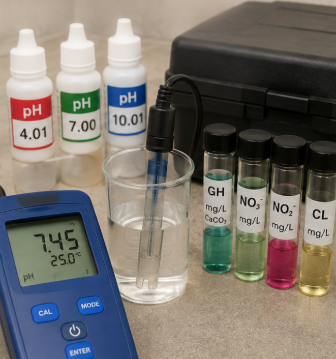 pH
4.01
pH
7.00
pH
10.01
GH
mg/L
CaCO₃
NO₃⁻
mg/L
NO₂⁻
mg/L
CL
mg/L
7.45
25.0°C
pH
CAL
MODE
ENTER